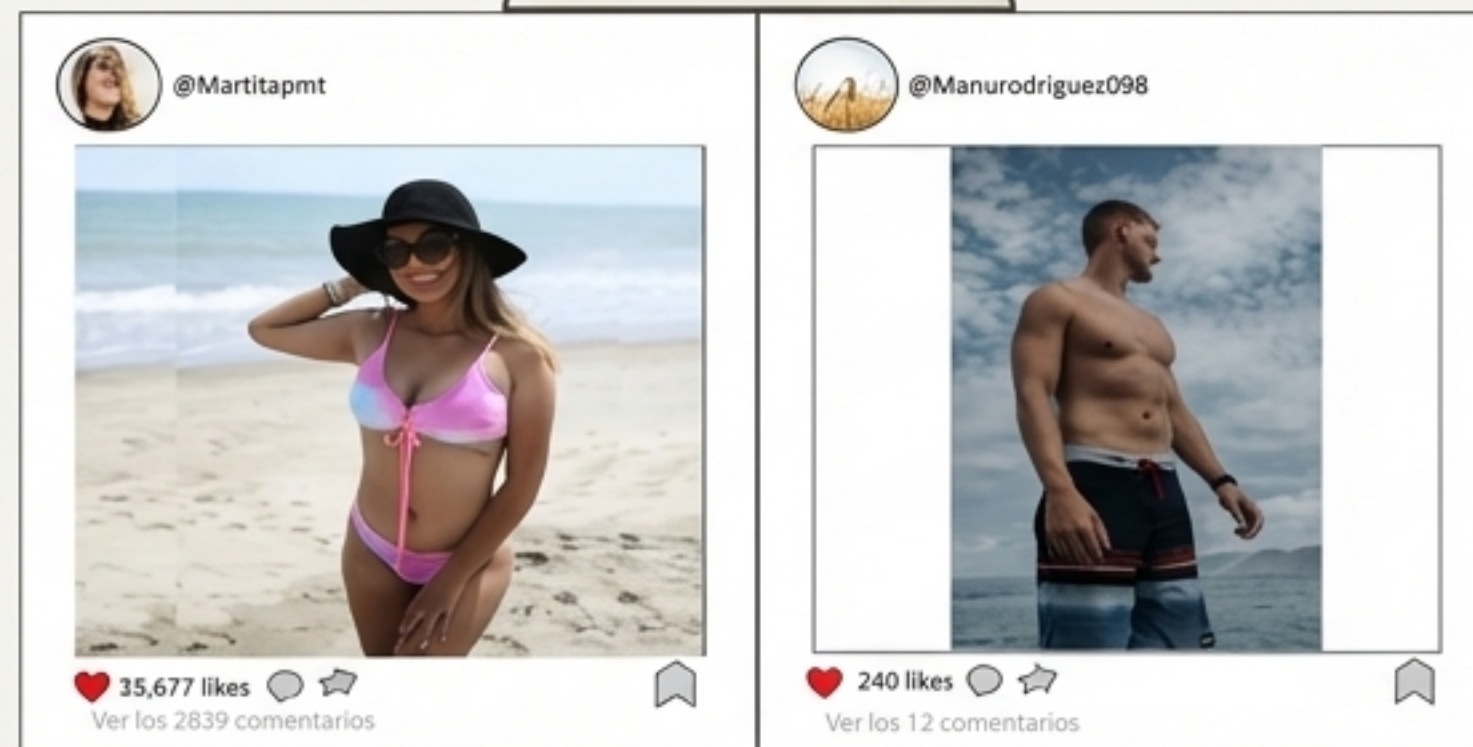 @Martitapmt
35,677 likes
Ver los 2839 comentarios
@Manurodriguez098
240 likes
Ver los 12 comentarios